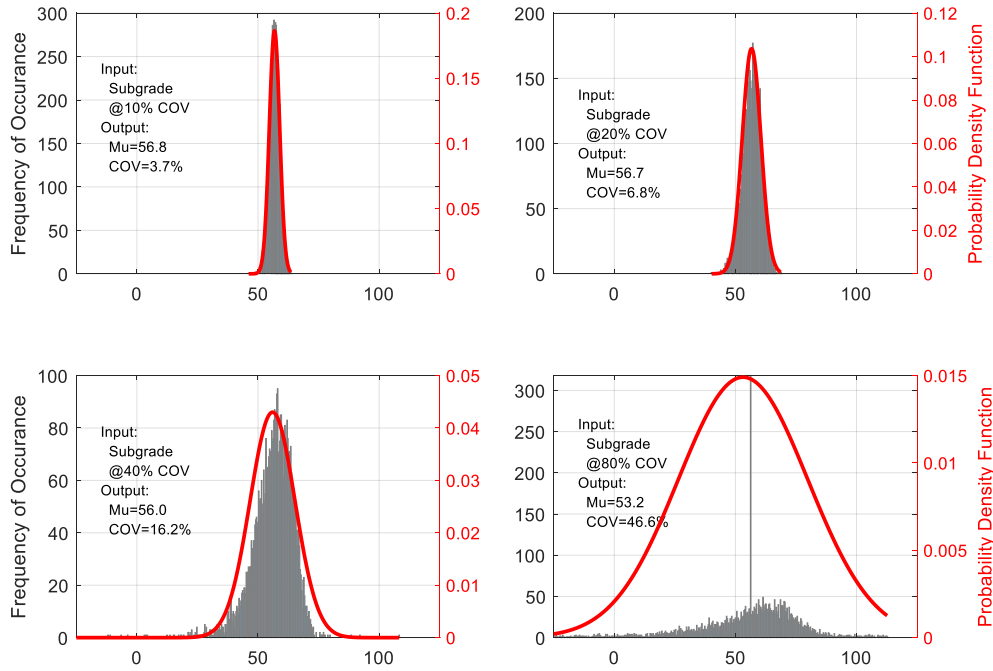 300
250
200
150
100
50
0
Frequency of Occurance
Input:
Subgrade
@10% COV
Output:
Mu=56.8
COV=3.7%
0.2
0.15
0.1
0.05
0
0 50 100
200
150
100
50
0
Input:
Subgrade
@20% COV
Output:
Mu=56.7
COV=6.8%
0.12
0.1
0.08
0.06
0.04
0.02
0
Probability Density Function
0 50 100
100
80
60
40
20
0
Frequency of Occurance
Input:
Subgrade
@40% COV
Output:
Mu=56.0
COV=16.2%
0.05
0.04
0.03
0.02
0.01
0
0 50 100
300
250
200
150
100
50
0
Input:
Subgrade
@80% COV
Output:
Mu=53.2
COV=46.6%
0.015
0.01
0.005
0
Probability Density Function
0 50 100